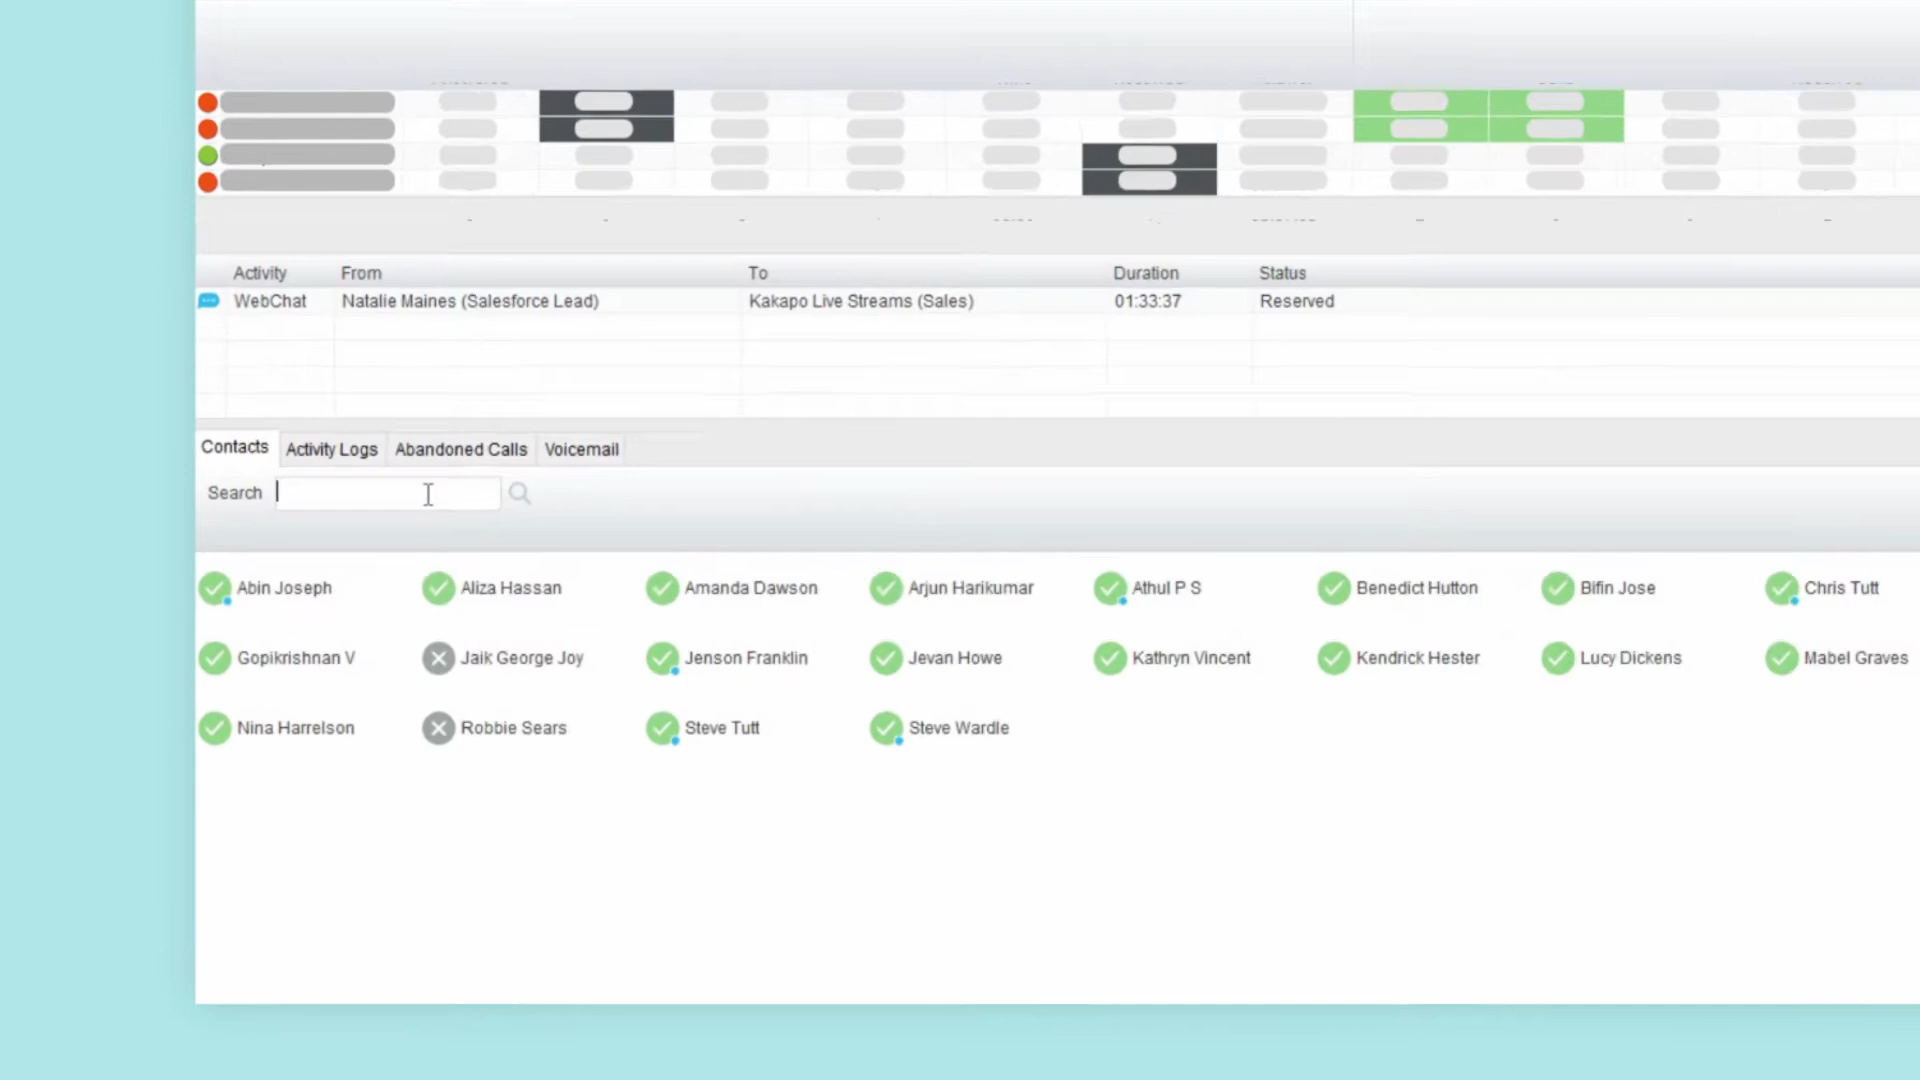 Activity From To Duration Status
WebChat Natalie Maines (Salesforce Lead) Kakapo Live Streams (Sales) 01:33:37 Reserved
Contacts Activity Logs Abandoned Calls Voicemail
Search
Abin Joseph Aliza Hassan Amanda Dawson Arjun Harikumar Athul P S Benedict Hutton Bifin Jose Chris Tutt
Gopikrishnan V Jaik George Joy Jenson Franklin Jevan Howe Kathryn Vincent Kendrick Hester Lucy Dickens Mabel Graves
Nina Harrelson Robbie Sears Steve Tutt Steve Wardle